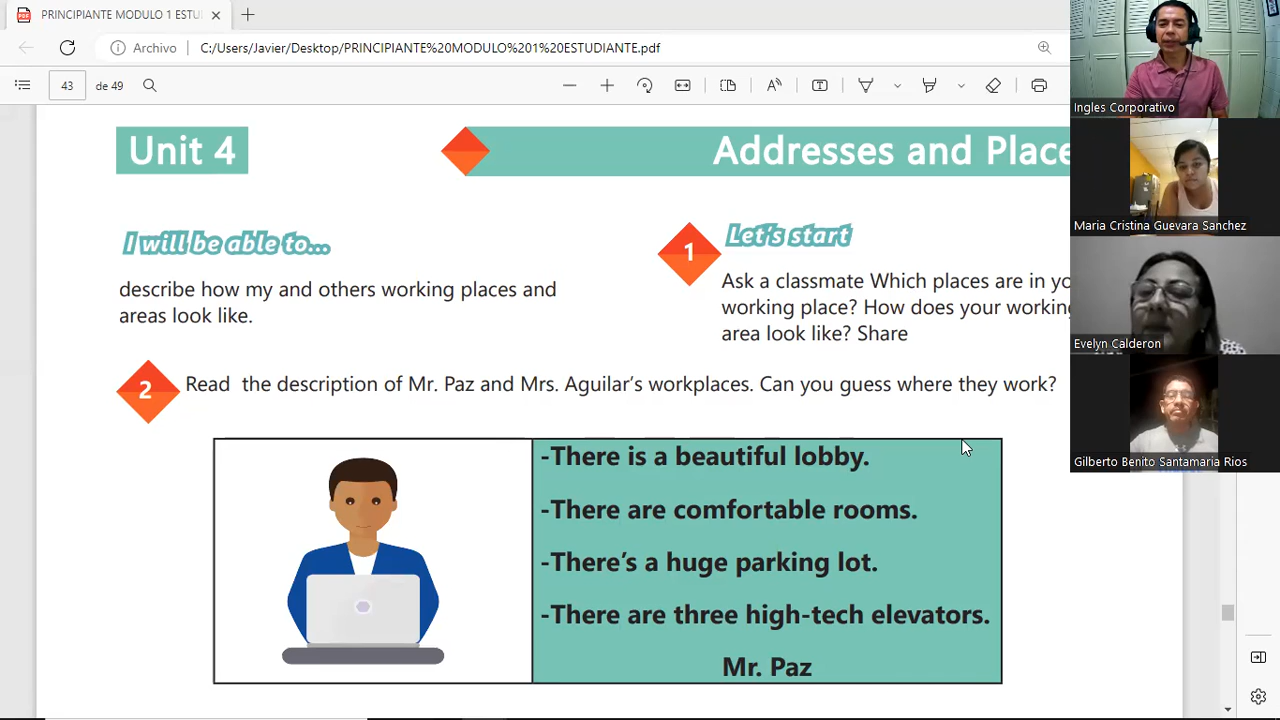 PRINCIPIANTE MODULO 1 ESTU
Archivo
C:/Users/Javier/Desktop/PRINCIPIANTE%20MODULO%201%20ESTUDIANTE.pdf
43
de 49
Unit 4
Addresses and Place
I will be able to...
describe how my and others working places and
areas look like.
1
Let's start
Ask a classmate Which places are in yo
working place? How does your working
area look like? Share
2
Read the description of Mr. Paz and Mrs. Aguilar's workplaces. Can you guess where they work?
-There is a beautiful lobby.
-There are comfortable rooms.
-There's a huge parking lot.
-There are three high-tech elevators.
Mr. Paz
Ingles Corporativo
Maria Cristina Guevara Sanchez
Evelyn Calderon
Gilberto Benito Santamaria Rios